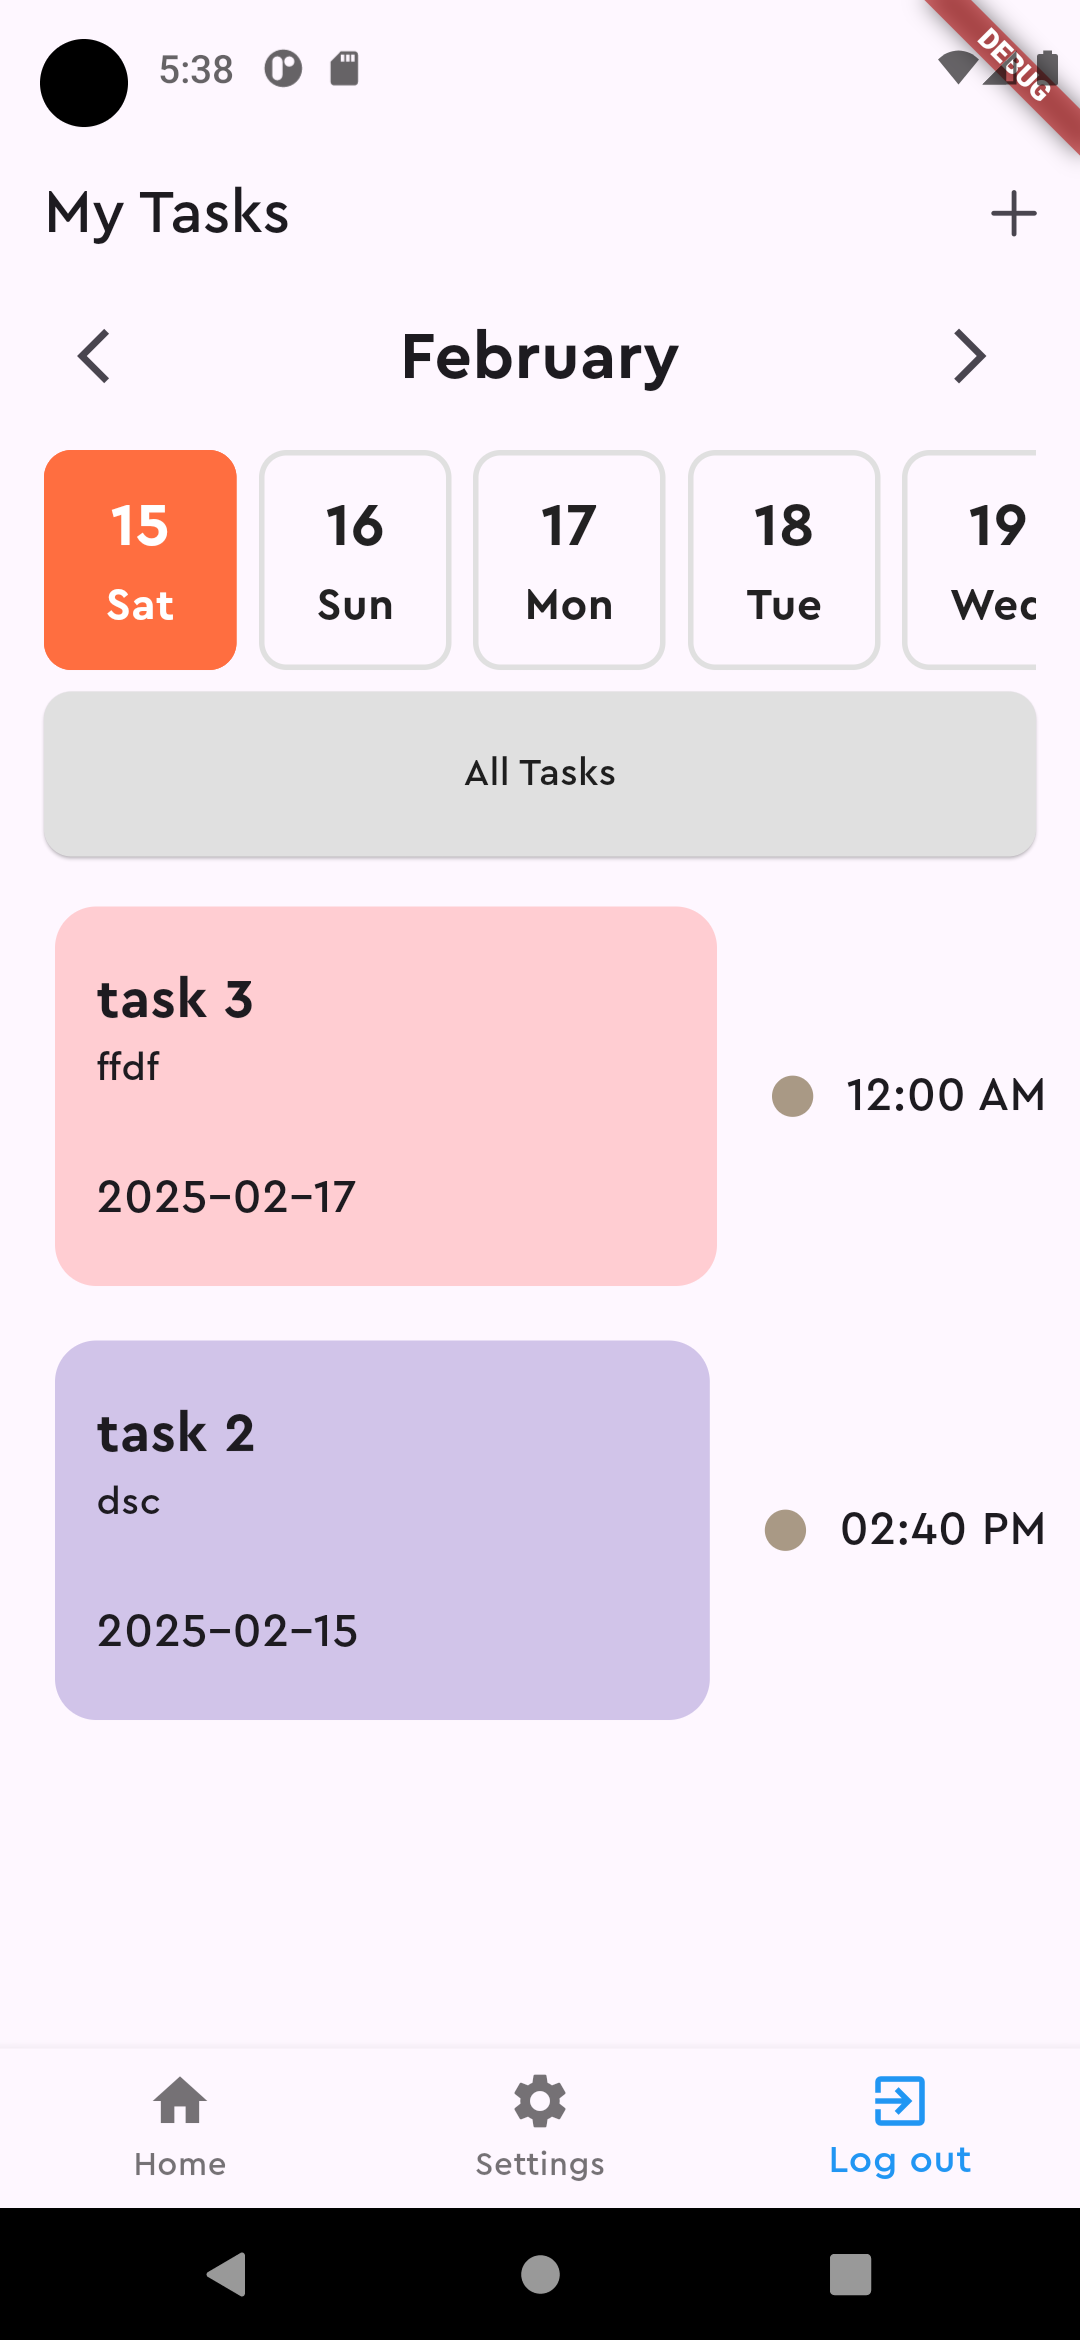 5:38
DEBUG
My Tasks
February
15 16 17 18 19
Sat Sun Mon Tue Wed
All Tasks
task 3
ffdf
12:00 AM
2025-02-17
task 2
dsc
02:40 PM
2025-02-15
Home Settings Log out